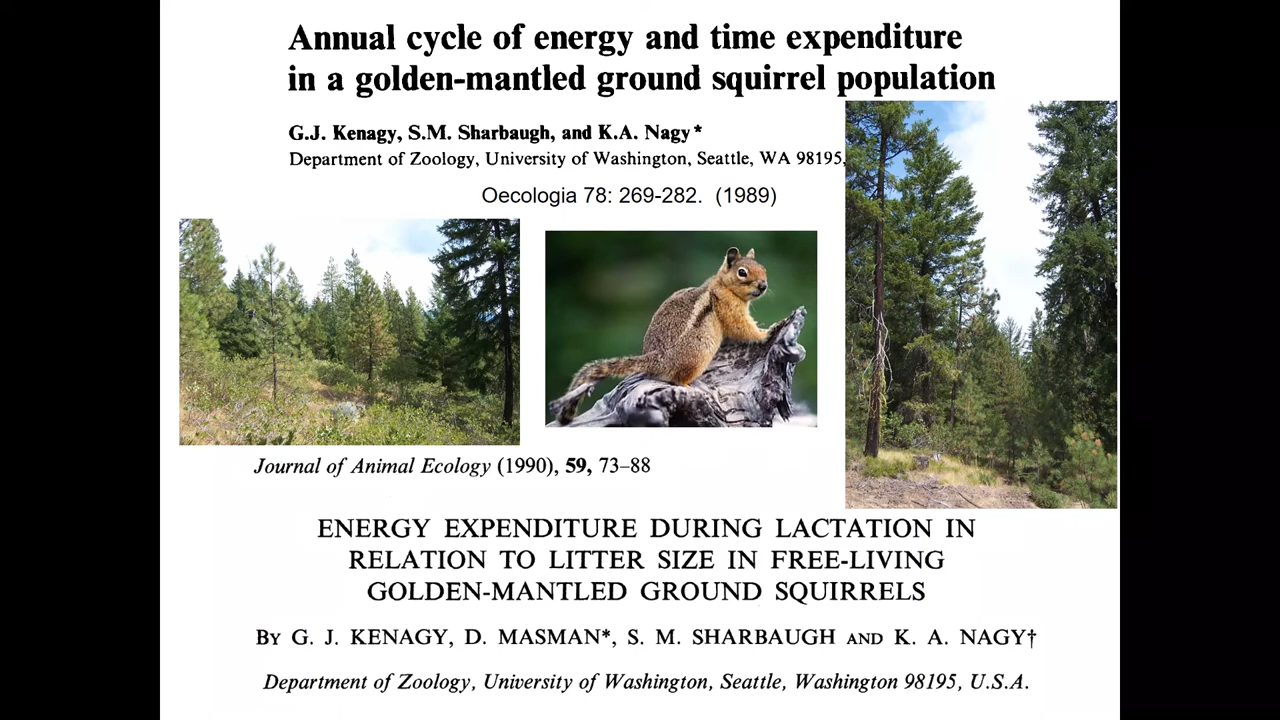 Annual cycle of energy and time expenditure
in a golden-mantled ground squirrel population
G.J. Kenagy, S.M. Sharbaugh, and K.A. Nagy*
Department of Zoology, University of Washington, Seattle, WA 98195,
Oecologia 78: 269-282. (1989)
Journal of Animal Ecology (1990), 59, 73–88
ENERGY EXPENDITURE DURING LACTATION IN
RELATION TO LITTER SIZE IN FREE-LIVING
GOLDEN-MANTLED GROUND SQUIRRELS
BY G. J. KENAGY, D. MASMAN*, S. M. SHARBAUGH AND K. A. NAGY†
Department of Zoology, University of Washington, Seattle, Washington 98195, U.S.A.